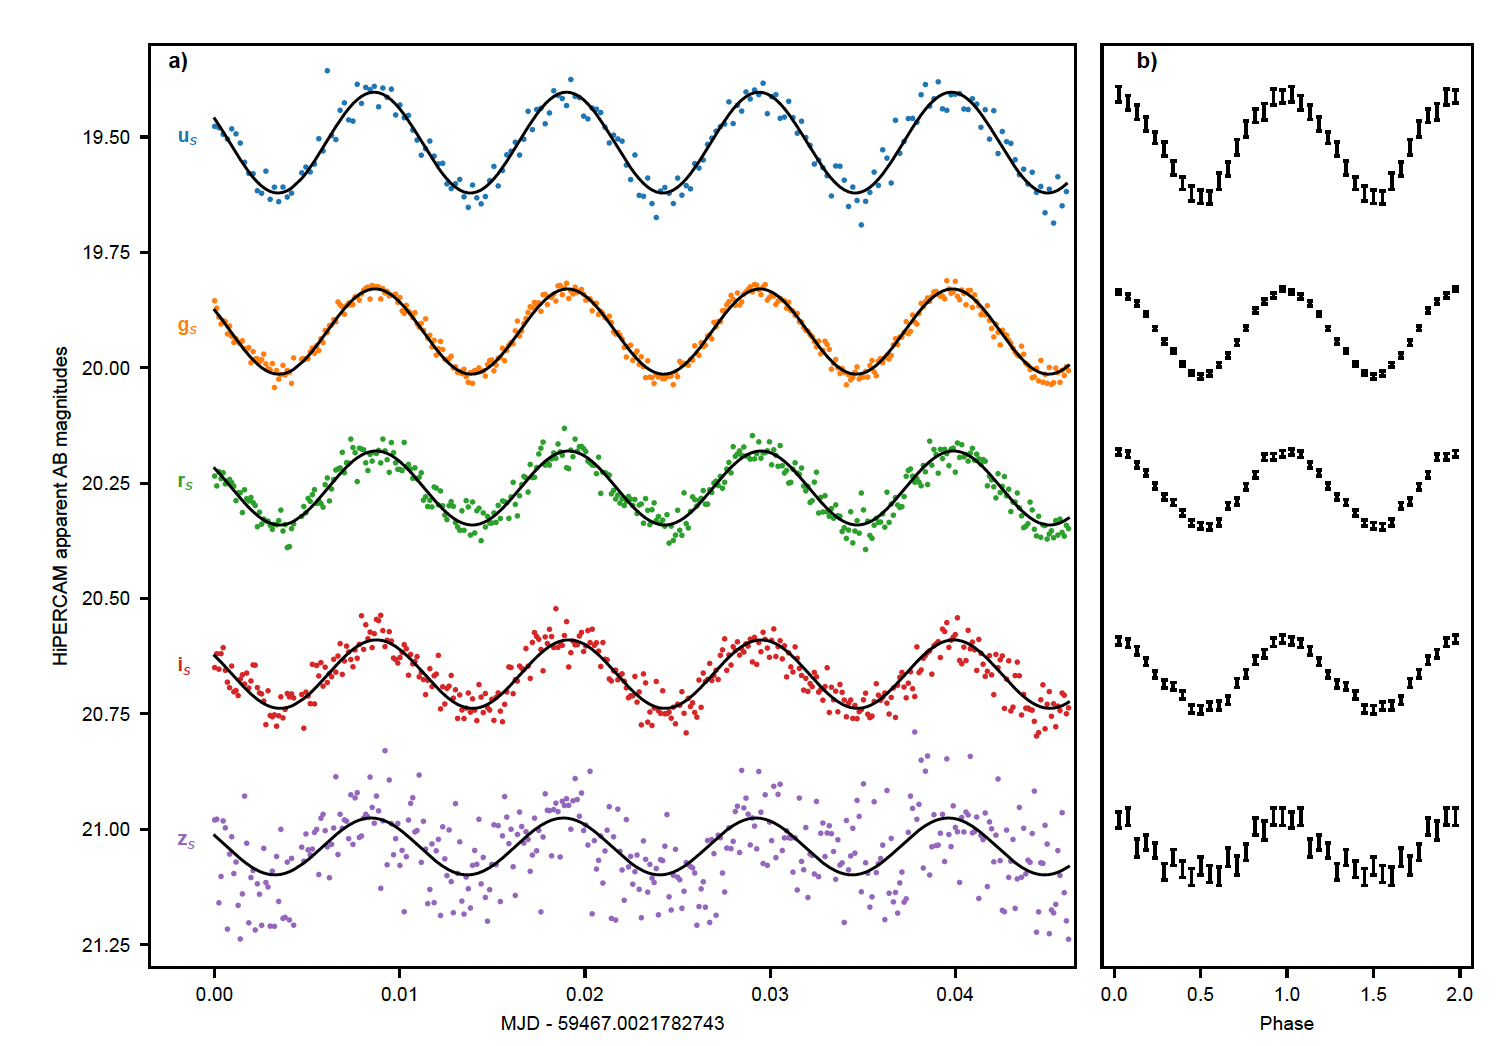 a)
b)
HiPERCAM apparent AB magnitudes
19.50
19.75
20.00
20.25
20.50
20.75
21.00
21.25
us
gs
rs
is
zs
0.00 0.01 0.02 0.03 0.04
MJD - 59467.0021782743
0.0 0.5 1.0 1.5 2.0
Phase